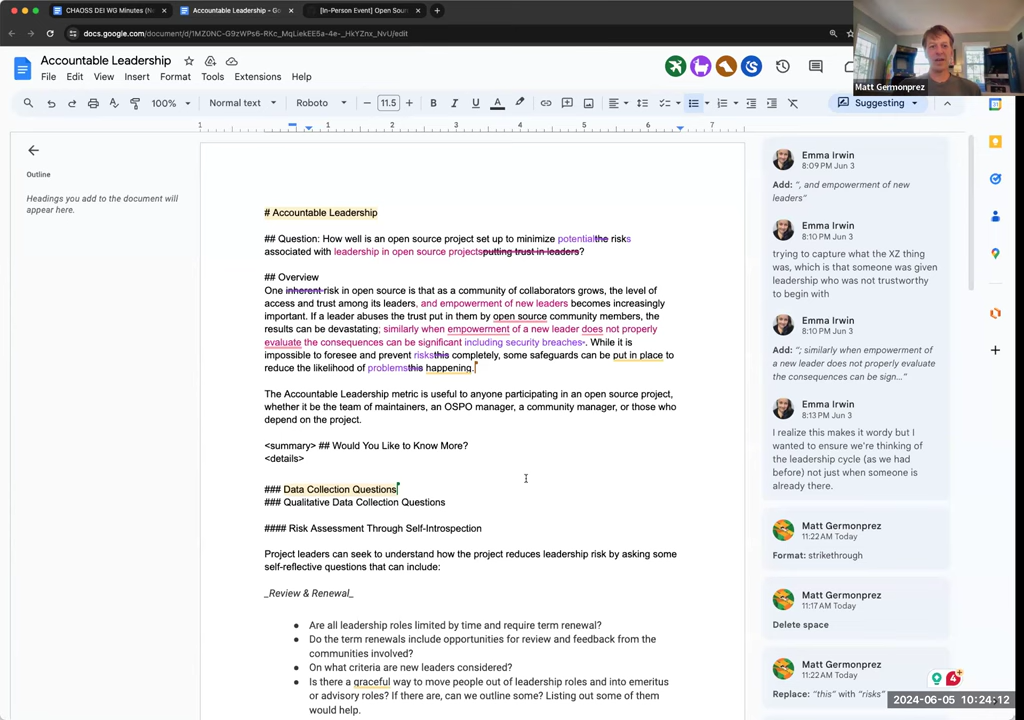 CHAOSS DEI WG Minutes (N
Accountable Leadership - Go
[In-Person Event] Open Sour
docs.google.com/document/d/1MZ0NC-G9zWPs6-RKc_MqLiekEE5a-4e-_HkYZnx_NvU/edit
Accountable Leadership
File Edit View Insert Format Tools Extensions Help
100% Normal text Roboto 11.5 B I U A Suggesting
1 1 2 3 4 5 6 7
Outline
Headings you add to the document will
appear here.
# Accountable Leadership
## Question: How well is an open source project set up to minimize potentialthe risks
associated with leadership in open source projectsputting trust in leaders?
## Overview
One inherent risk in open source is that as a community of collaborators grows, the level of
access and trust among its leaders, and empowerment of new leaders becomes increasingly
important. If a leader abuses the trust put in them by open source community members, the
results can be devastating; similarly when empowerment of a new leader does not properly
evaluate the consequences can be significant including security breaches-. While it is
impossible to foresee and prevent risksthis completely, some safeguards can be put in place to
reduce the likelihood of problemsthis happening.
The Accountable Leadership metric is useful to anyone participating in an open source project,
whether it be the team of maintainers, an OSPO manager, a community manager, or those who
depend on the project.
<summary> ## Would You Like to Know More?
<details>
### Data Collection Questions
### Qualitative Data Collection Questions
#### Risk Assessment Through Self-Introspection
Project leaders can seek to understand how the project reduces leadership risk by asking some
self-reflective questions that can include:
_Review & Renewal_
● Are all leadership roles limited by time and require term renewal?
● Do the term renewals include opportunities for review and feedback from the
communities involved?
● On what criteria are new leaders considered?
● Is there a graceful way to move people out of leadership roles and into emeritus
or advisory roles? If there are, can we outline some? Listing out some of them
would help.
Emma Irwin
8:09 PM Jun 3
Add: ", and empowerment of new
leaders"
Emma Irwin
8:10 PM Jun 3
trying to capture what the XZ thing
was, which is that someone was given
leadership who was not trustworthy
to begin with
Emma Irwin
8:10 PM Jun 3
Add: "; similarly when empowerment of
a new leader does not properly evaluate
the consequences can be sign..."
Emma Irwin
8:13 PM Jun 3
I realize this makes it wordy but I
wanted to ensure we're thinking of
the leadership cycle (as we had
before) not just when someone is
already there.
Matt Germonprez
11:22 AM Today
Format: strikethrough
Matt Germonprez
11:17 AM Today
Delete space
Matt Germonprez
11:22 AM Today
Replace: "this" with "risks"
4
Matt Germonprez
2024-06-05 10:24:12